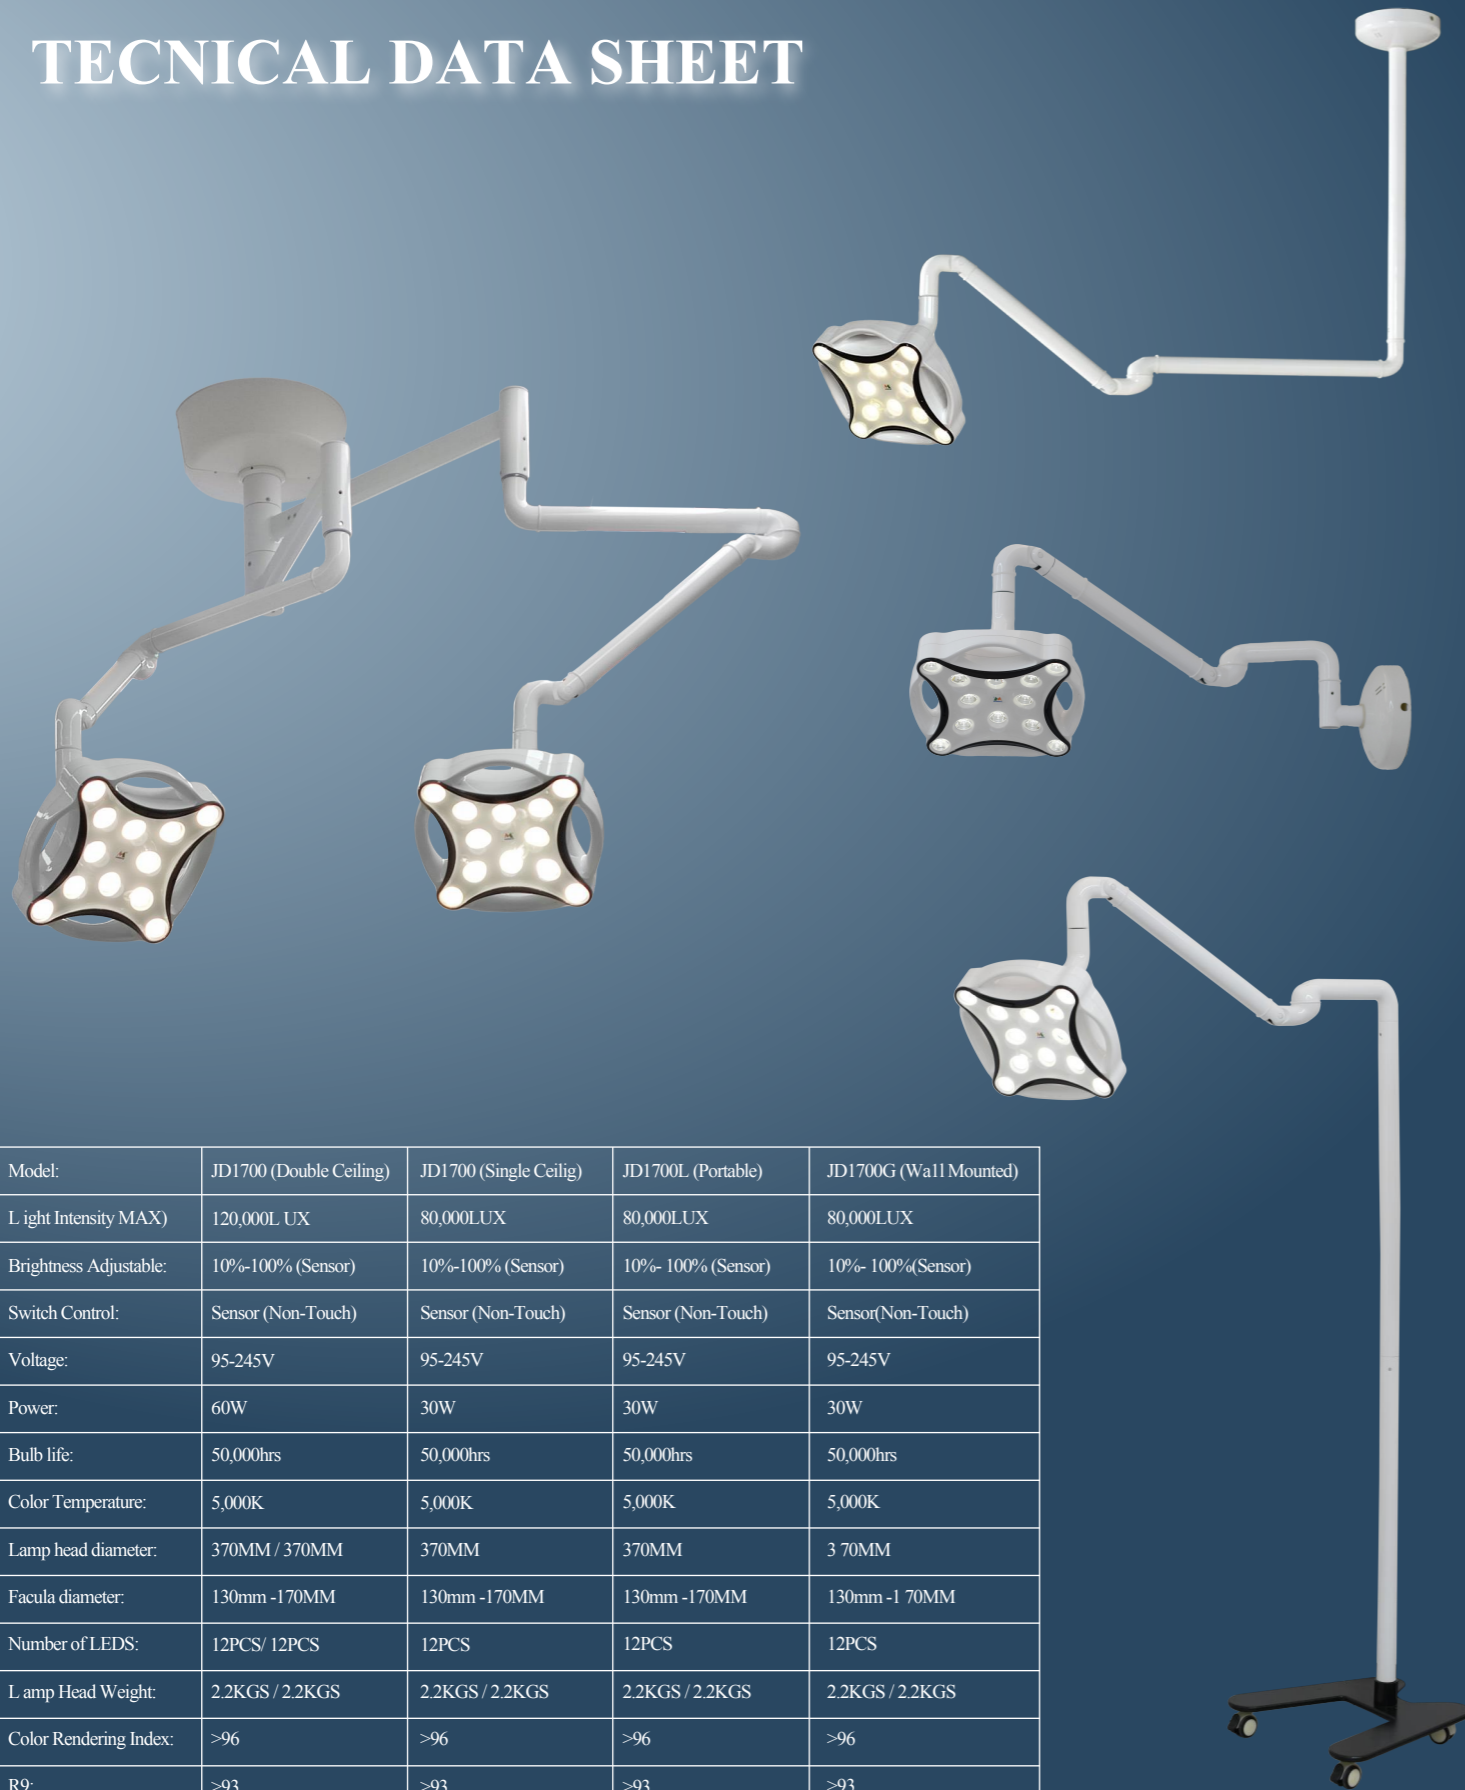 TECNICAL DATA SHEET
Model: JD1700 (Double Ceiling) JD1700 (Single Ceilig) JD1700L (Portable) JD1700G (Wa11 Mounted)
L ight Intensity MAX) 120,000L UX 80,000LUX 80,000LUX 80,000LUX
Brightness Adjustable: 10%-100% (Sensor) 10%-100% (Sensor) 10%- 100% (Sensor) 10%- 100%(Sensor)
Switch Control: Sensor (Non-Touch) Sensor (Non-Touch) Sensor (Non-Touch) Sensor(Non-Touch)
Voltage: 95-245V 95-245V 95-245V 95-245V
Power: 60W 30W 30W 30W
Bulb life: 50,000hrs 50,000hrs 50,000hrs 50,000hrs
Color Temperature: 5,000K 5,000K 5,000K 5,000K
Lamp head diameter: 370MM / 370MM 370MM 370MM 3 70MM
Facula diameter: 130mm -170MM 130mm -170MM 130mm -170MM 130mm -1 70MM
Number of LEDS: 12PCS/ 12PCS 12PCS 12PCS 12PCS
L amp Head Weight: 2.2KGS / 2.2KGS 2.2KGS / 2.2KGS 2.2KGS / 2.2KGS 2.2KGS / 2.2KGS
Color Rendering Index: >96 >96 >96 >96
R9: >93 >93 >93 >93